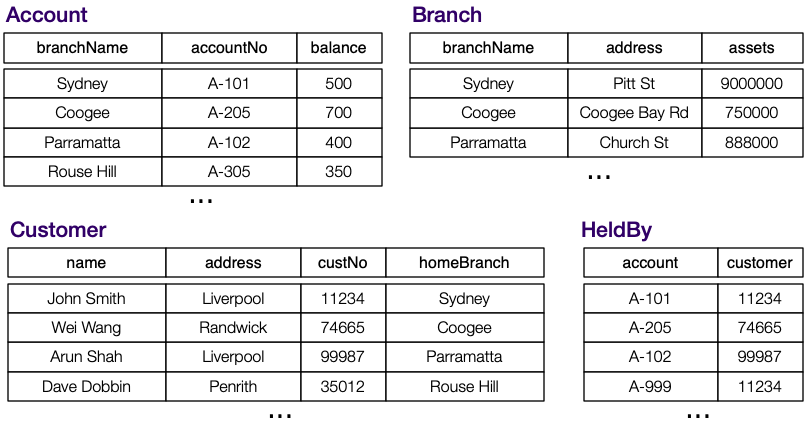 Account
branchName accountNo balance
Sydney A-101 500
Coogee A-205 700
Parramatta A-102 400
Rouse Hill A-305 350
...
Branch
branchName address assets
Sydney Pitt St 9000000
Coogee Coogee Bay Rd 750000
Parramatta Church St 888000
...
Customer
name address custNo homeBranch
John Smith Liverpool 11234 Sydney
Wei Wang Randwick 74665 Coogee
Arun Shah Liverpool 99987 Parramatta
Dave Dobbin Penrith 35012 Rouse Hill
...
HeldBy
account customer
A-101 11234
A-205 74665
A-102 99987
A-999 11234
...